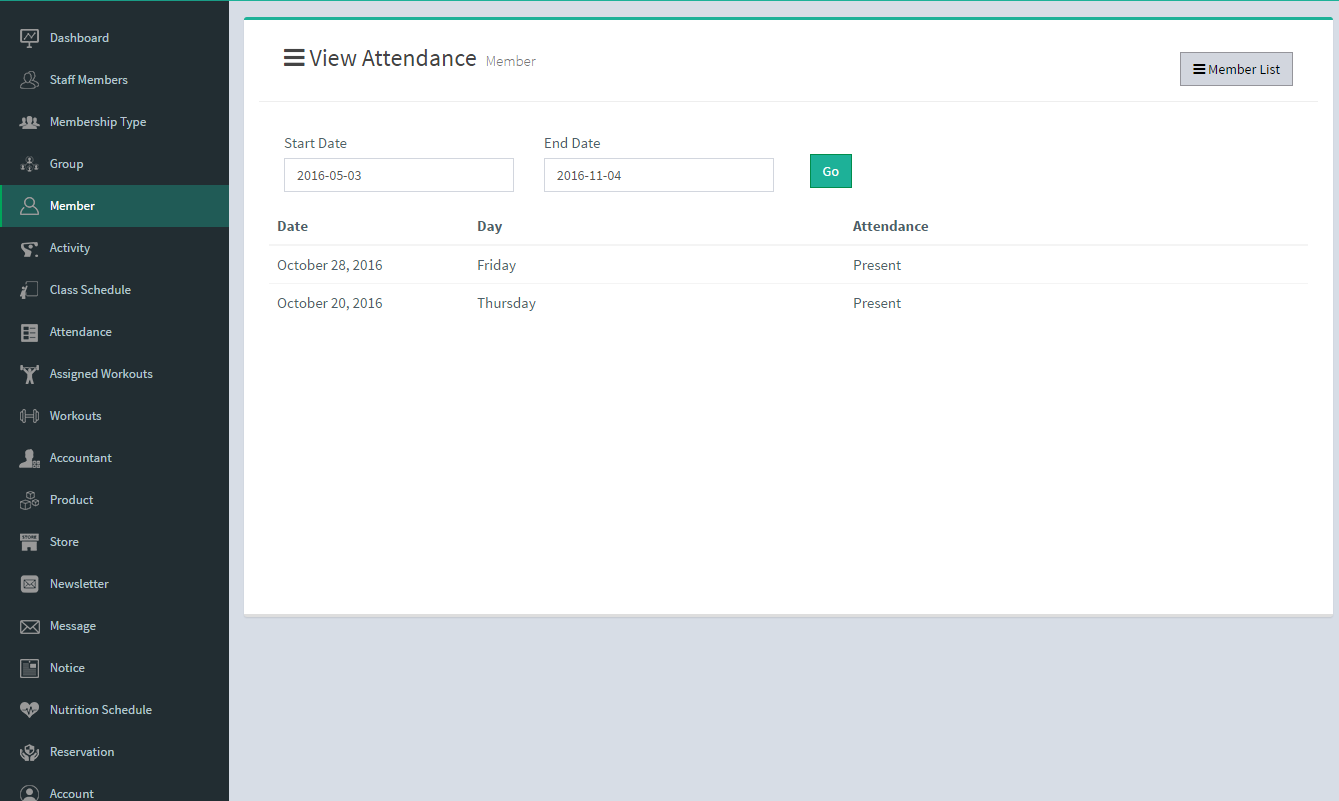 Dashboard
Staff Members
Membership Type
Group
Member
Activity
Class Schedule
Attendance
Assigned Workouts
Workouts
Accountant
Product
STORE
Store
Newsletter
Message
Notice
Nutrition Schedule
Reservation
Account
View Attendance Member
Member List
Start Date End Date
2016-05-03 2016-11-04 Go
Date Day Attendance
October 28, 2016 Friday Present
October 20, 2016 Thursday Present